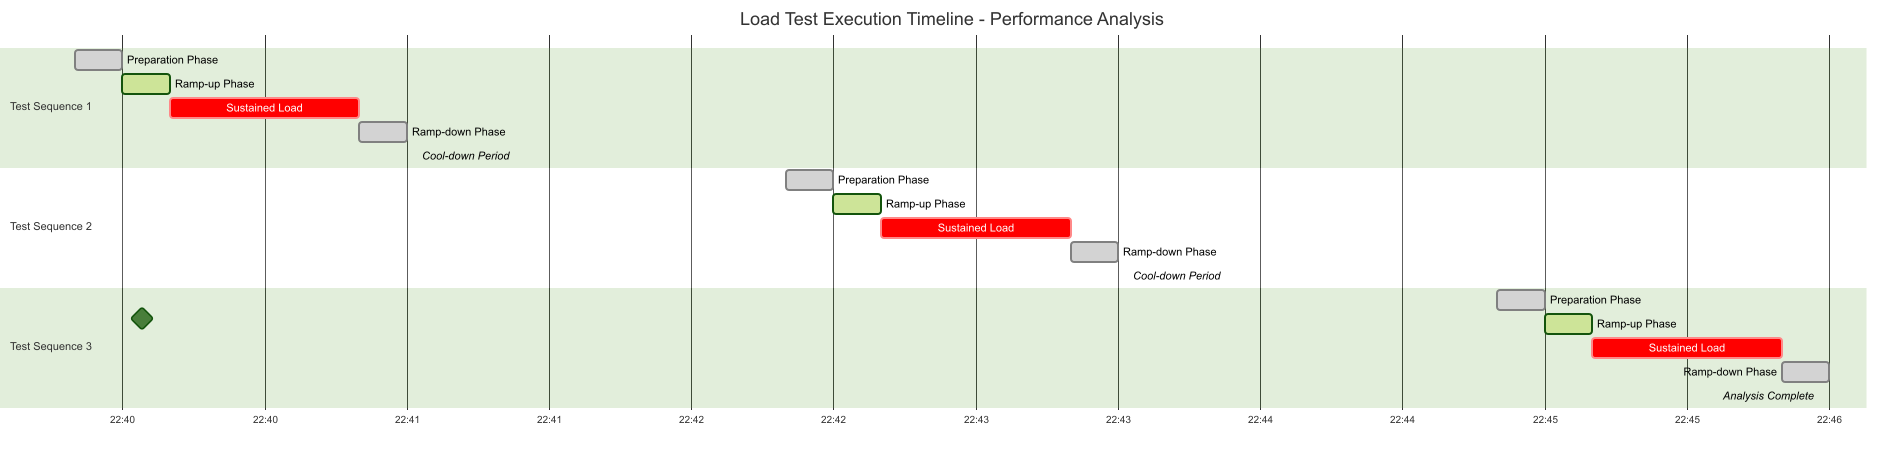 Load Test Execution Timeline - Performance Analysis
Preparation Phase
Ramp-up Phase
Test Sequence 1
Sustained Load
Ramp-down Phase
Cool-down Period
Preparation Phase
Ramp-up Phase
Test Sequence 2
Sustained Load
Ramp-down Phase
Cool-down Period
Preparation Phase
Ramp-up Phase
Test Sequence 3
Sustained Load
Ramp-down Phase
Analysis Complete
22:40 22:40 22:41 22:41 22:42 22:42 22:43 22:43 22:44 22:44 22:45 22:45 22:46